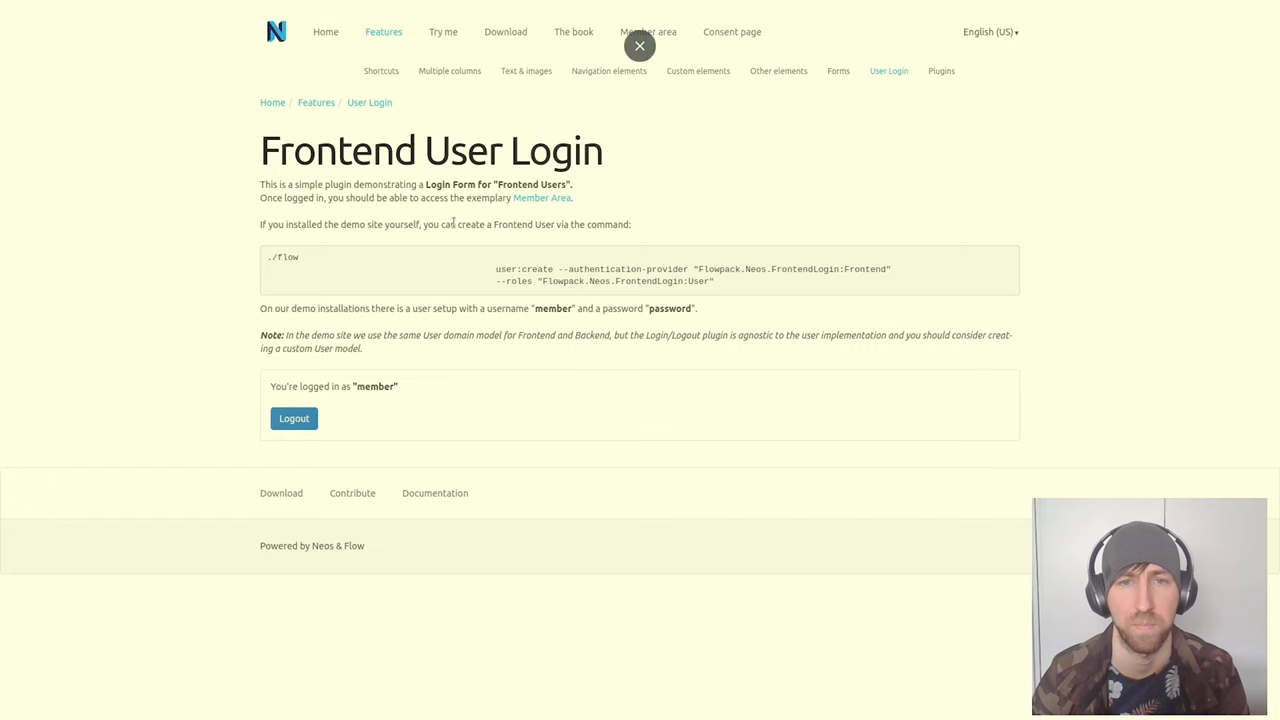 Home Features Try me Download The book Member area Consent page English (US)
Shortcuts Multiple columns Text & images Navigation elements Custom elements Other elements Forms User Login Plugins
Home / Features / User Login
Frontend User Login
This is a simple plugin demonstrating a Login Form for "Frontend Users".
Once logged in, you should be able to access the exemplary Member Area.
If you installed the demo site yourself, you can create a Frontend User via the command:
./flow
user:create --authentication-provider "Flowpack.Neos.FrontendLogin:Frontend"
--roles "Flowpack.Neos.FrontendLogin:User"
On our demo installations there is a user setup with a username "member" and a password "password".
Note: In the demo site we use the same User domain model for Frontend and Backend, but the Login/Logout plugin is agnostic to the user implementation and you should consider creat-
ing a custom User model.
You're logged in as "member"
Logout
Download Contribute Documentation
Powered by Neos & Flow